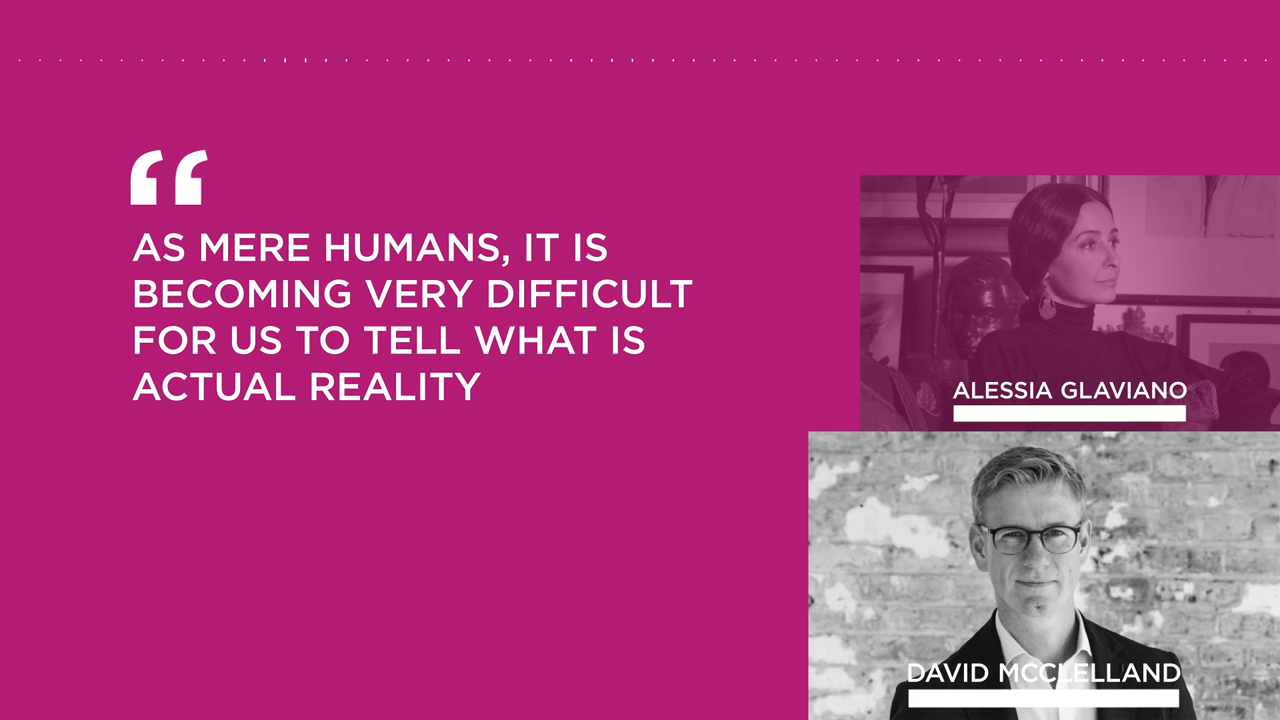 “
AS MERE HUMANS, IT IS
BECOMING VERY DIFFICULT
FOR US TO TELL WHAT IS
ACTUAL REALITY
ALESSIA GLAVIANO
DAVID MCCLELLAND